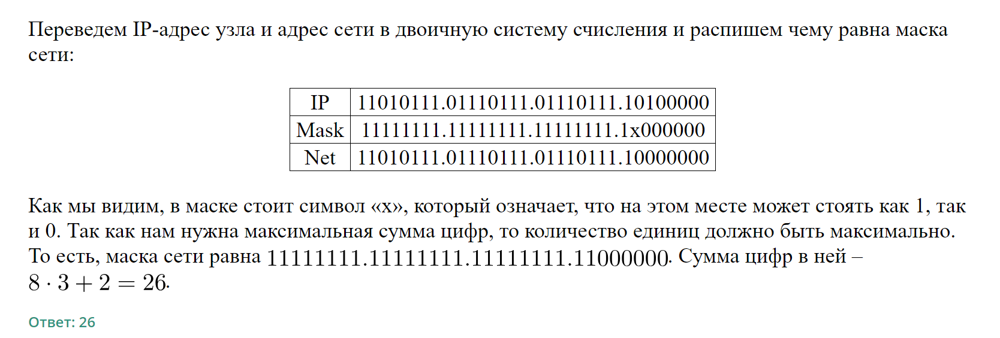 Переведем IP-адрес узла и адрес сети в двоичную систему счисления и распишем чему равна маска
сети:
IP 11010111.01110111.01110111.10100000
Mask 11111111.11111111.11111111.1x000000
Net 11010111.01110111.01110111.10000000
Как мы видим, в маске стоит символ «x», который означает, что на этом месте может стоять как 1, так
и 0. Так как нам нужна максимальная сумма цифр, то количество единиц должно быть максимально.
То есть, маска сети равна 11111111.11111111.11111111.11000000. Сумма цифр в ней –
8 · 3 + 2 = 26.
Ответ: 26